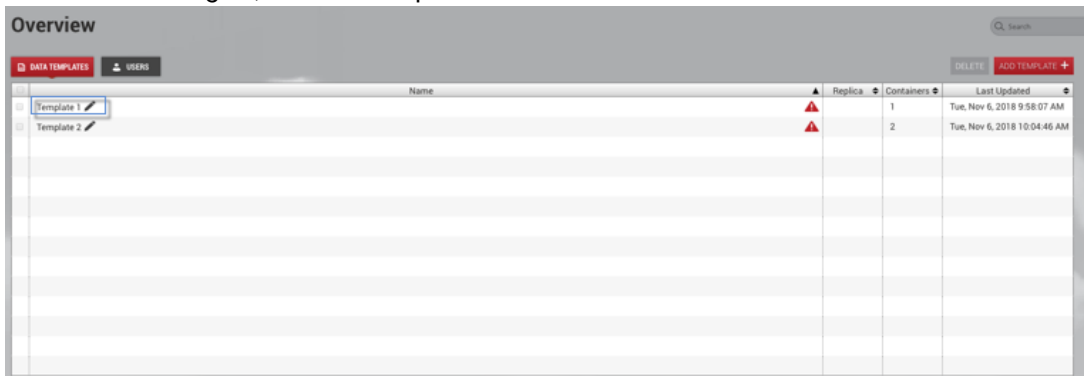 Overview
Search
DATA TEMPLATES USERS DELETE ADD TEMPLATE +
Name Replica Containers Last Updated
Template 1 1 Tue, Nov 6, 2018 9:58:07 AM
Template 2 2 Tue, Nov 6, 2018 10:04:46 AM